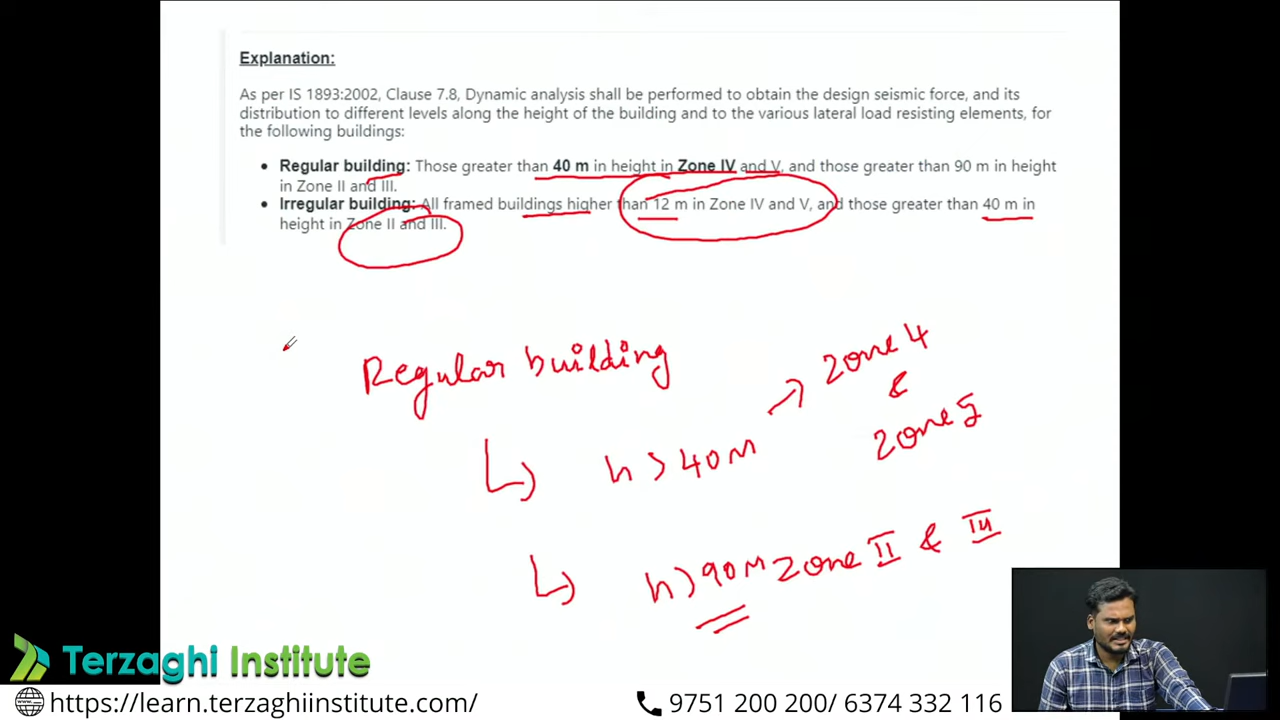 Explanation:
As per IS 1893:2002, Clause 7.8, Dynamic analysis shall be performed to obtain the design seismic force, and its
distribution to different levels along the height of the building and to the various lateral load resisting elements, for
the following buildings:
• Regular building: Those greater than 40 m in height in Zone IV and V, and those greater than 90 m in height
in Zone II and III.
• Irregular building: All framed buildings higher than 12 m in Zone IV and V, and those greater than 40 m in
height in Zone II and III.
Regular building
h > 40M → Zone 4
&
Zone 5
h > 90M Zone II & III
Terzaghi Institute
https://learn.terzaghiinstitute.com/
9751 200 200/ 6374 332 116